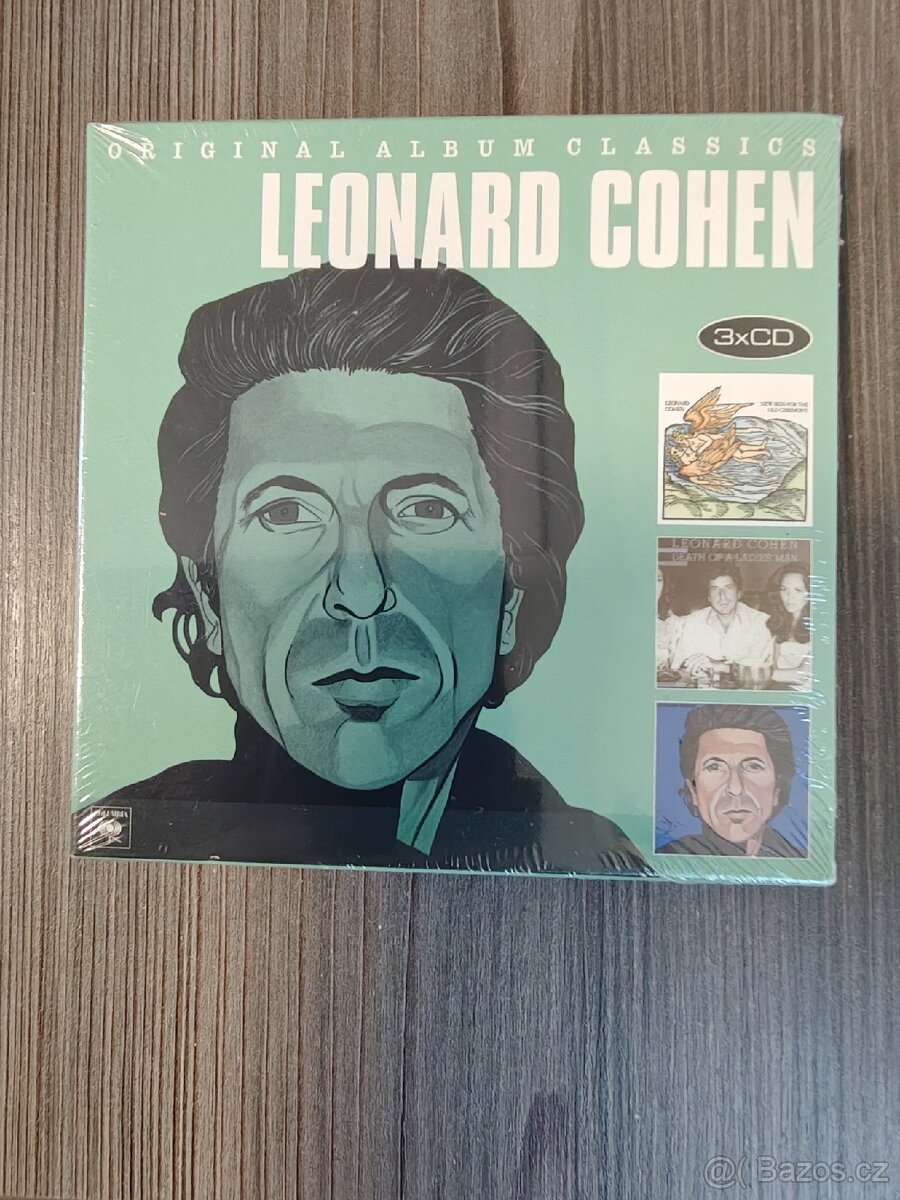 ORIGINAL ALBUM CLASSICS
LEONARD COHEN
3xCD
LEONARD COHEN
NEW SKIN FOR THE OLD CEREMONY
LEONARD COHEN
DEATH OF A LADIES' MAN
COLUMBIA
@( Bazos.cz